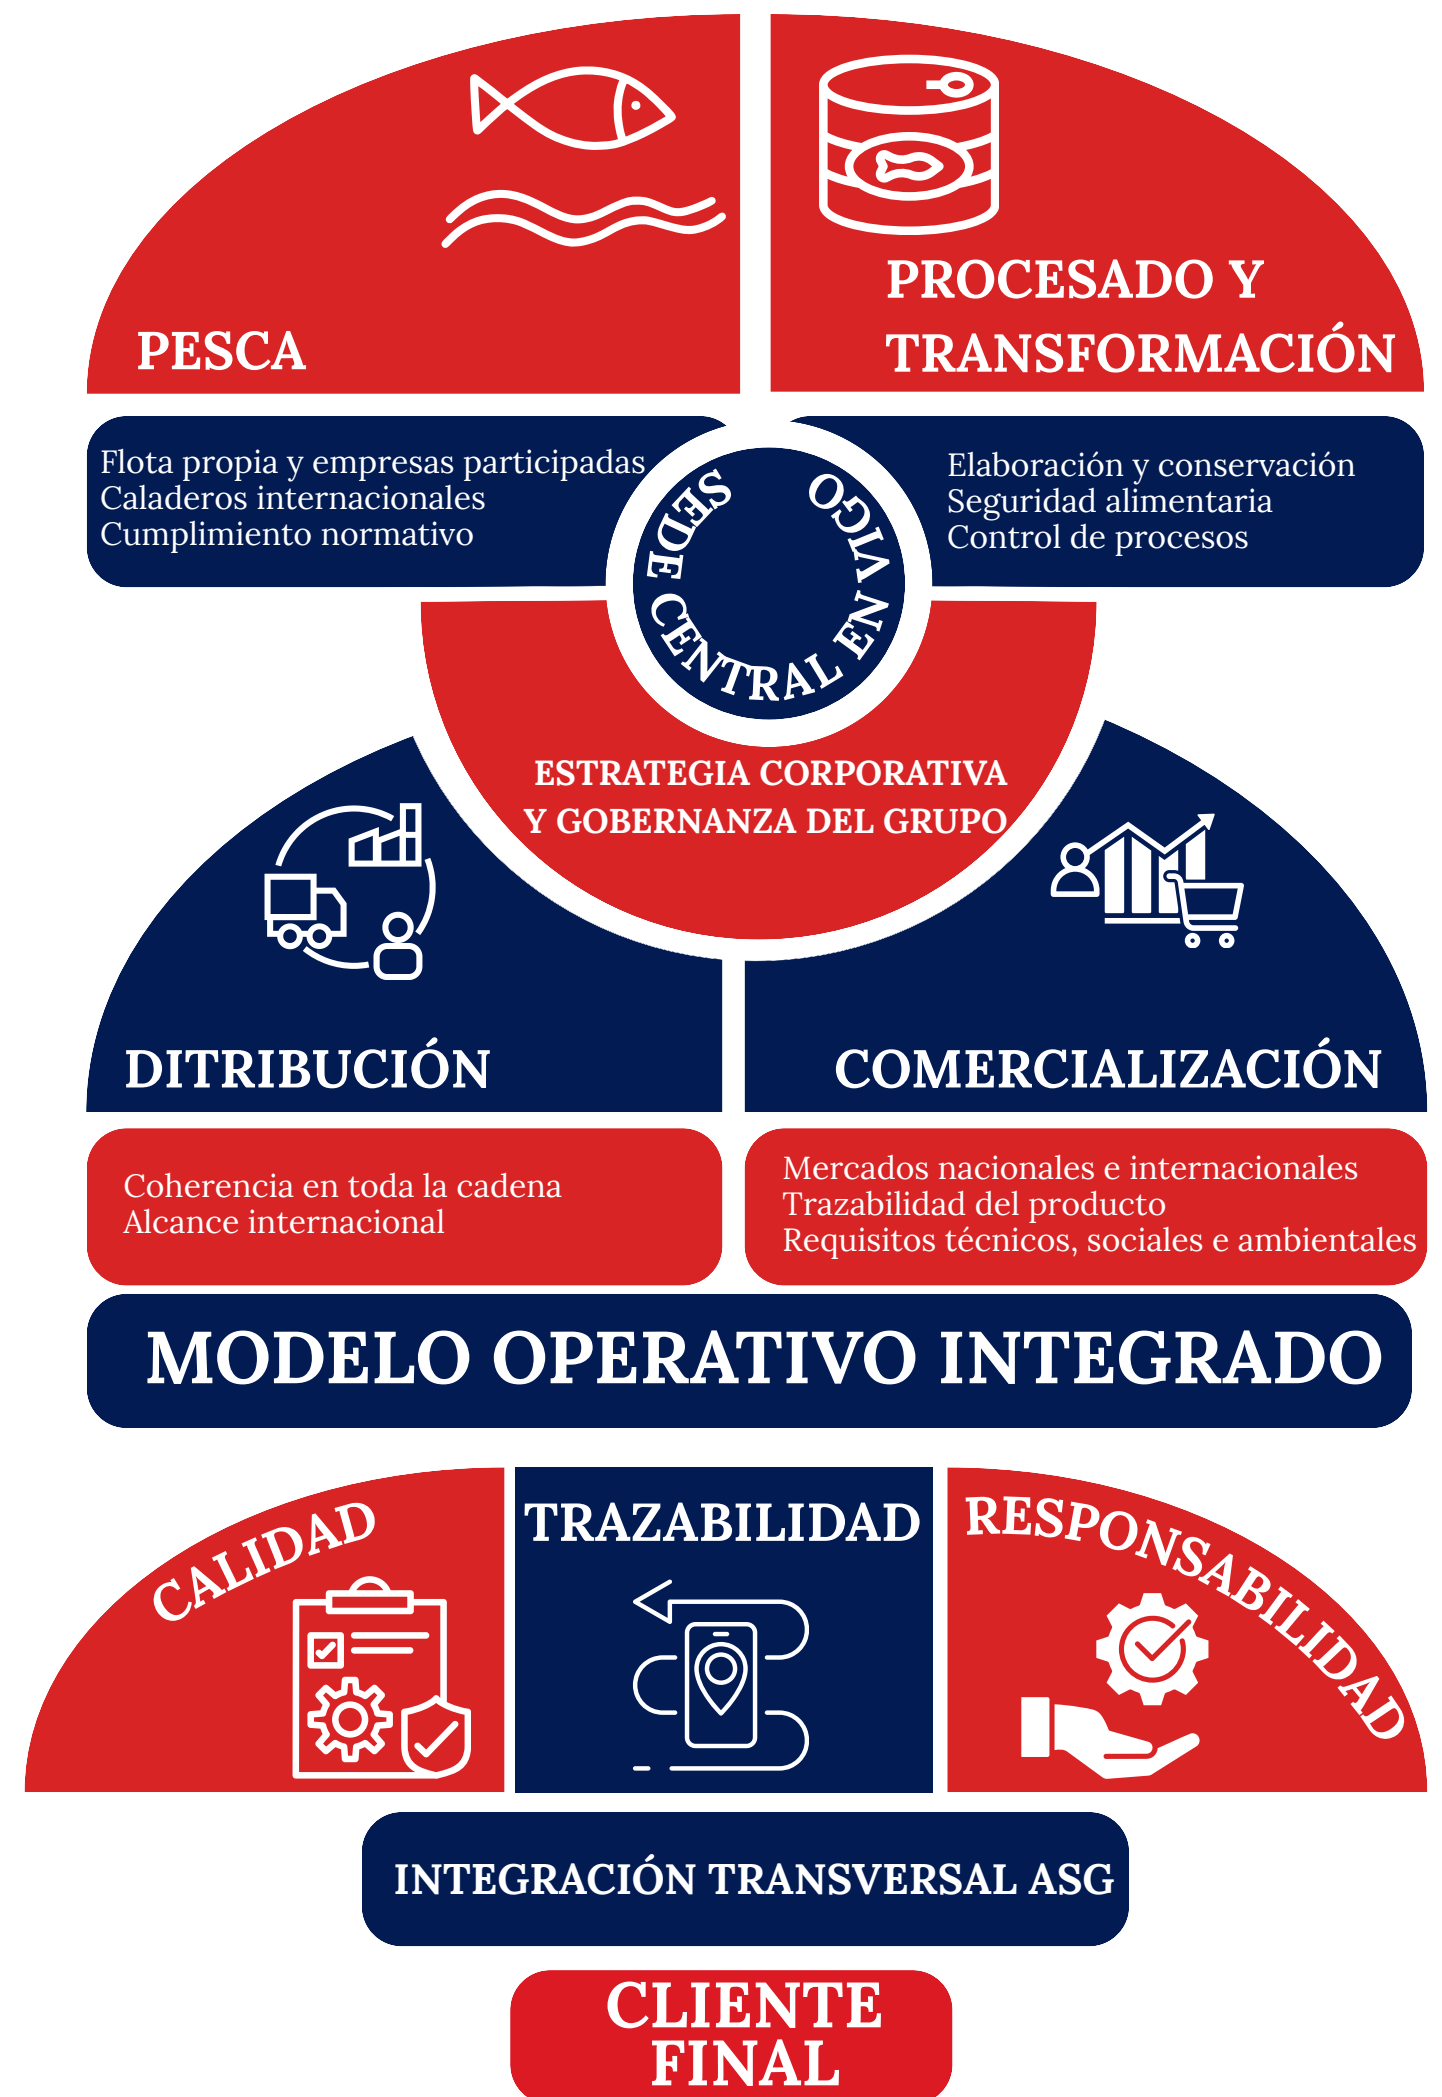 PESCA
PROCESADO Y
TRANSFORMACIÓN
Flota propia y empresas participadas
Caladeros internacionales
Cumplimiento normativo
Elaboración y conservación
Seguridad alimentaria
Control de procesos
SEDE CENTRAL EN VIGO
ESTRATEGIA CORPORATIVA
Y GOBERNANZA DEL GRUPO
DITRIBUCIÓN
COMERCIALIZACIÓN
Coherencia en toda la cadena
Alcance internacional
Mercados nacionales e internacionales
Trazabilidad del producto
Requisitos técnicos, sociales e ambientales
MODELO OPERATIVO INTEGRADO
CALIDAD
TRAZABILIDAD
RESPONSABILIDAD
INTEGRACIÓN TRANSVERSAL ASG
CLIENTE
FINAL